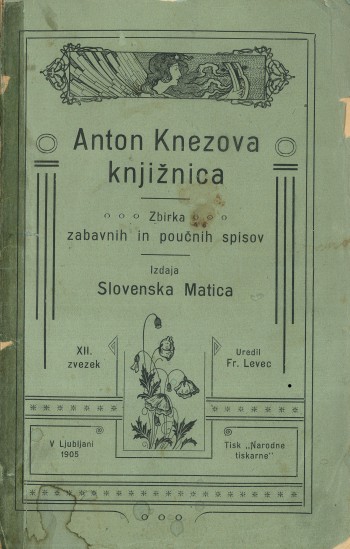 Anton Knezova
knjižnica
Zbirka
zabavnih in poučnih spisov
Izdaja
Slovenska Matica
XII.
zvezek
Uredil
Fr. Levec
V Ljubljani
1905
Tisk „Narodne
tiskarne"